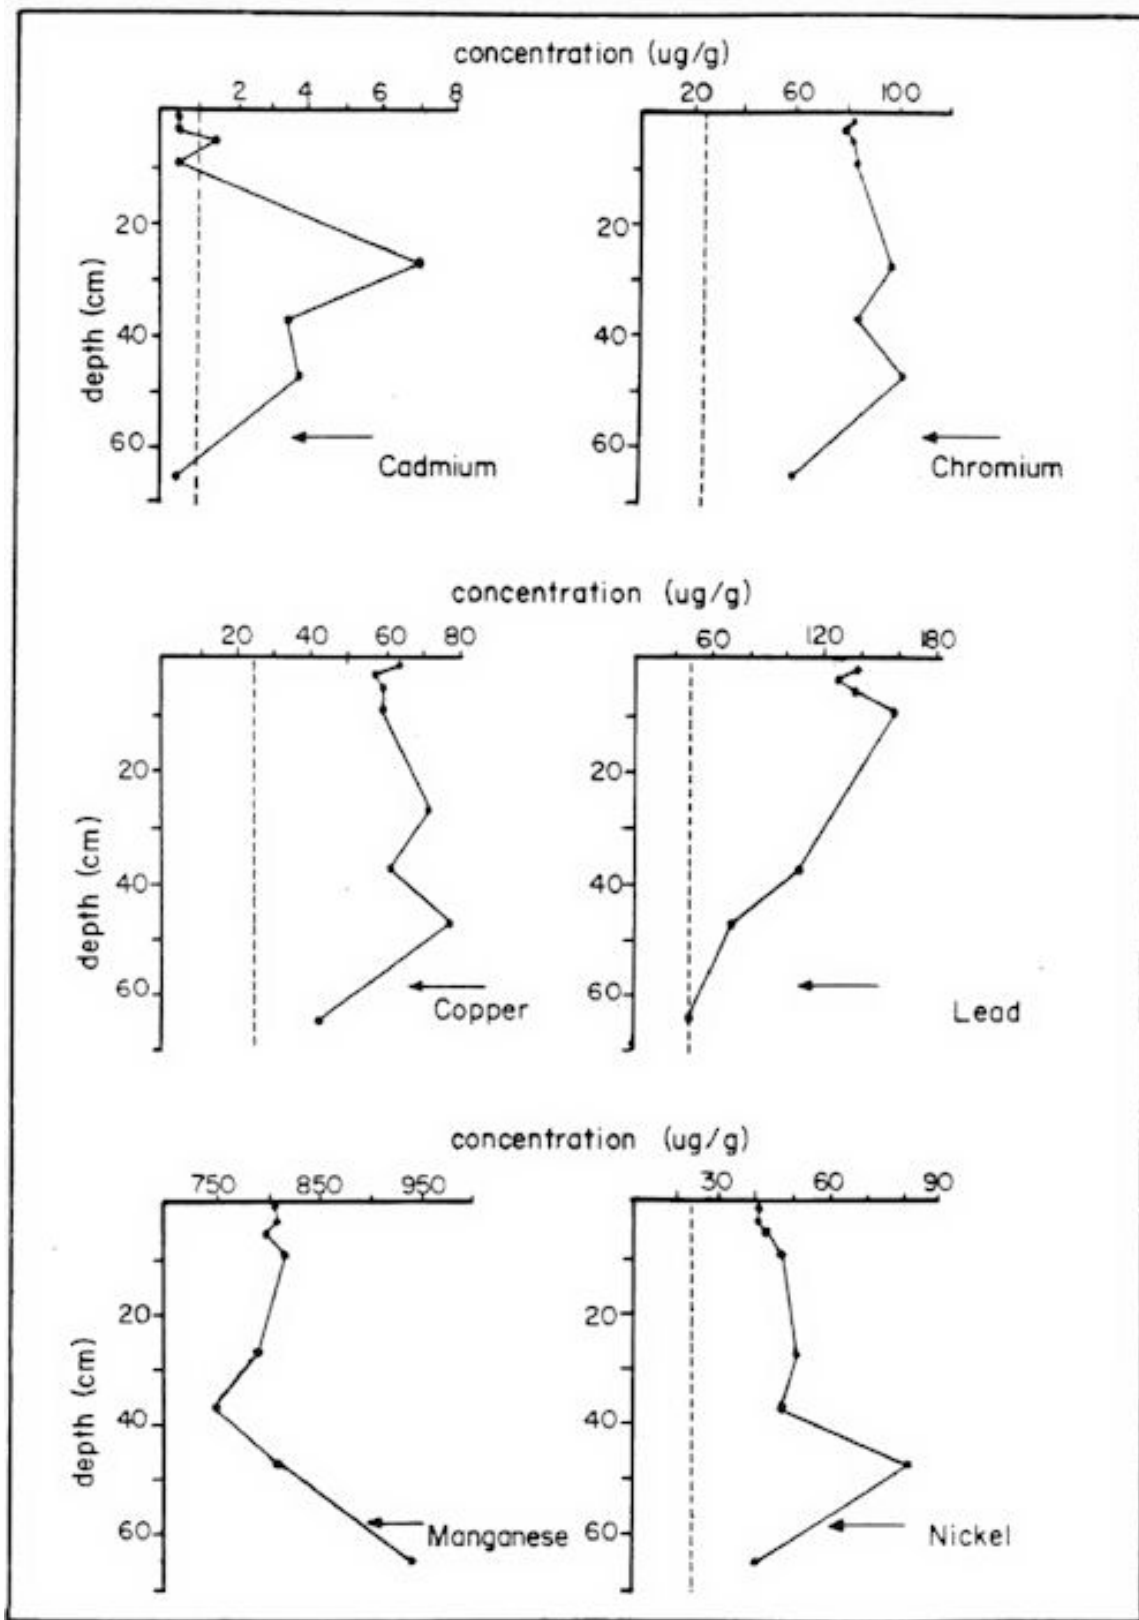 concentration (ug/g)
2 4 6 8
20 60 100
20
40
60
depth (cm)
Cadmium
20
40
60
Chromium
concentration (ug/g)
20 40 60 80
60 120 180
20
40
60
depth (cm)
Copper
20
40
60
Lead
concentration (ug/g)
750 850 950
30 60 90
20
40
60
depth (cm)
Manganese
20
40
60
Nickel